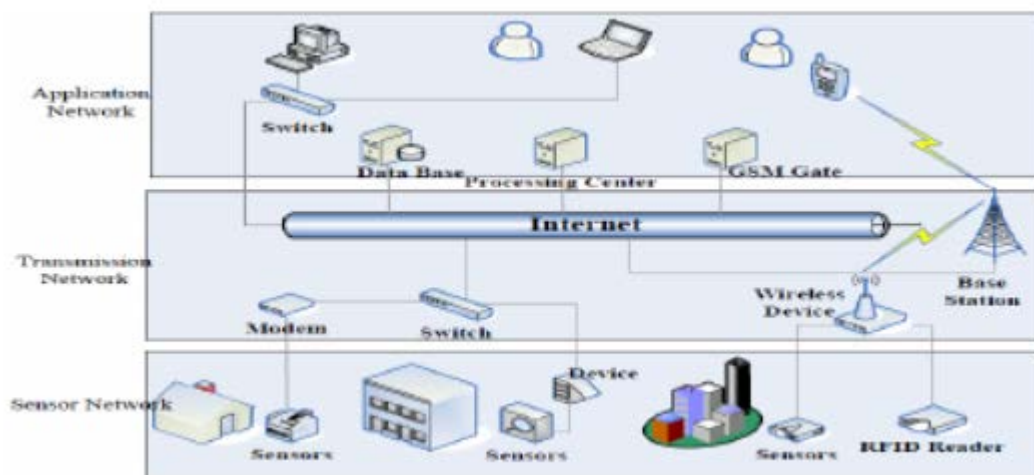 Application
Network
Switch
Data Base
Processing Center
GSM Gate
Internet
Transmission
Network
Modem
Switch
Wireless
Device
Base
Station
Sensor Network
Device
Sensors
Sensors
Sensors
RFID Reader